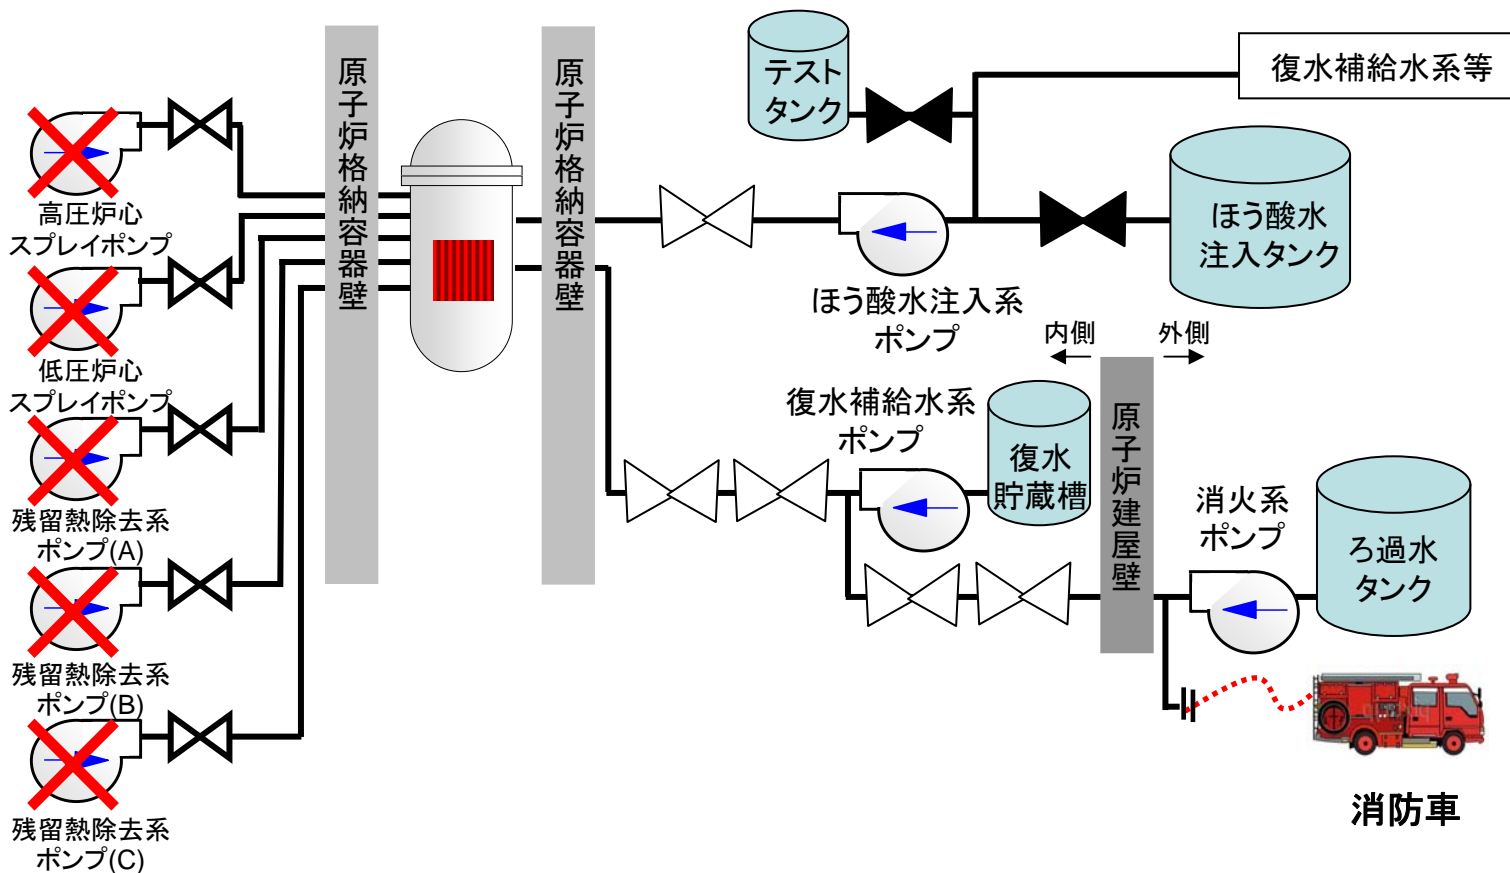 高圧炉心
スプレイポンプ
低圧炉心
スプレイポンプ
残留熱除去系
ポンプ(A)
残留熱除去系
ポンプ(B)
残留熱除去系
ポンプ(C)
原子炉格納容器壁
原子炉格納容器壁
テスト
タンク
復水補給水系等
ほう酸水
注入タンク
ほう酸水注入系
ポンプ
内側
外側
復水補給水系
ポンプ
復水
貯蔵槽
原子炉建屋壁
消火系
ポンプ
ろ過水
タンク
消防車